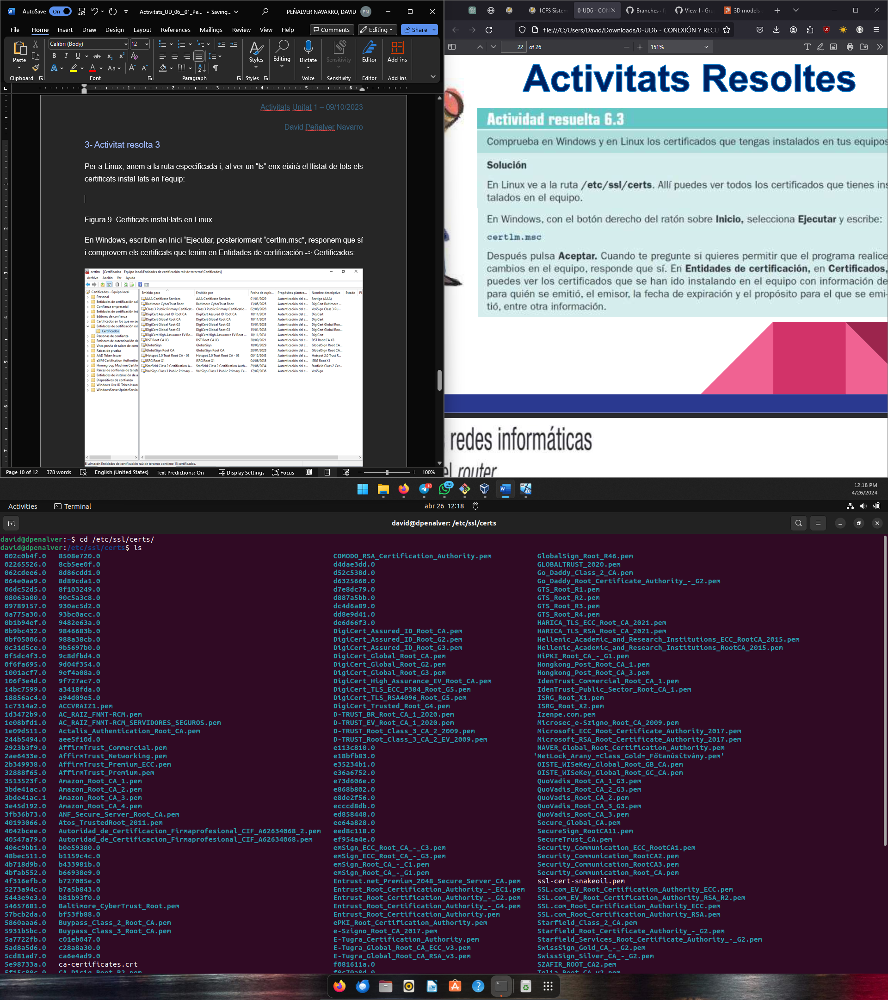 AutoSave On Activitats_UD_06__01_Pe... • Saving... PEÑALVER NAVARRO, DAVID PN
File Home Insert Draw Design Layout References Mailings Review View Help Comments Editing Share
Calibri (Body) 12
Paste Styles Editing Dictate Sensitivity Editor Add-ins
Clipboard Font Paragraph Styles Voice Sensitivity Editor Add-ins
Activitats Unitat 1 – 09/10/2023
David Peñalver Navarro
3- Activitat resolta 3
Per a Linux, anem a la ruta especificada i, al ver un “ls” enx eixirà el llistat de tots els
certificats instal·lats en l’equip:
Figura 9. Certificats instal·lats en Linux.
En Windows, escribim en Inici “Ejecutar, posteriorment “certlm.msc”, responem que sí
i comprovem els certificats que tenim en Entidades de certificación -> Certificados:
certlm - [Certificados - Equipo local\Entidades de certificación raíz de terceros\Certificados]
Archivo Acción Ver Ayuda
Certificados - Equipo local
Personal
Entidades de certificación raí
Confianza empresarial
Entidades de certificación int
Editores de confianza
Certificados en los que no se
Entidades de certificación raí
Certificados
Personas de confianza
Emisores de autenticación de
Vista previa de raíces de com
Raíces de prueba
AAD Token Issuer
eSIM Certification Authorities
Homegroup Machine Certific
Raíces de confianza de tarjeta
Entidades de instalación de a
Dispositivos de confianza
Windows Live ID Token Issuer
WindowsServerUpdateService
Emitido para Emitido por Fecha de expir... Propósitos plantea... Nombre descriptivo Estado Pl
AAA Certificate Services AAA Certificate Services 01/01/2029 Autenticación del c... Sectigo (AAA)
Baltimore CyberTrust Root Baltimore CyberTrust Root 13/05/2025 Autenticación del c... DigiCert Baltimore ...
Class 3 Public Primary Certificat... Class 3 Public Primary Certificatio... 02/08/2028 Autenticación del c... VeriSign Class 3 Pu...
DigiCert Assured ID Root CA DigiCert Assured ID Root CA 10/11/2031 Autenticación del c... DigiCert
DigiCert Global Root CA DigiCert Global Root CA 10/11/2031 Autenticación del c... DigiCert
DigiCert Global Root G2 DigiCert Global Root G2 15/01/2038 Autenticación del c... DigiCert Global Roo...
DigiCert Global Root G3 DigiCert Global Root G3 15/01/2038 Autenticación del c... DigiCert Global Roo...
DigiCert High Assurance EV Ro... DigiCert High Assurance EV Root ... 10/11/2031 Autenticación del c... DigiCert
DST Root CA X3 DST Root CA X3 30/09/2021 Autenticación del c... DST Root CA X3
GlobalSign GlobalSign 18/03/2029 Autenticación del c... GlobalSign Root CA...
GlobalSign Root CA GlobalSign Root CA 28/01/2028 Autenticación del c... GlobalSign Root CA...
Hotspot 2.0 Trust Root CA - 03 Hotspot 2.0 Trust Root CA - 03 08/12/2043 Autenticación del c... Hotspot 2.0 Trust R...
ISRG Root X1 ISRG Root X1 04/06/2035 Autenticación del c... ISRG Root X1
Starfield Class 2 Certification A... Starfield Class 2 Certification Auth... 29/06/2034 Autenticación del c... Starfield Class 2 Cer...
VeriSign Class 3 Public Primary ... VeriSign Class 3 Public Primary Ce... 17/07/2036 Autenticación del c... VeriSign
El almacén Entidades de certificación raíz de terceros contiene 15 certificados.
Page 10 of 12 378 words English (United States) Text Predictions: On Display Settings Focus 100%
1CFS Sistem 0-UD6 - CON Branches · f View 1 · Gru 3D models
file:///C:/Users/David/Downloads/0-UD6 - CONEXIÓN Y RECU
22 of 26 151%
Activitats Resoltes
Actividad resuelta 6.3
Comprueba en Windows y en Linux los certificados que tengas instalados en tus equipos
Solución
En Linux ve a la ruta /etc/ssl/certs. Allí puedes ver todos los certificados que tienes ins
talados en el equipo.
En Windows, con el botón derecho del ratón sobre Inicio, selecciona Ejecutar y escribe:
certlm.msc
Después pulsa Aceptar. Cuando te pregunte si quieres permitir que el programa realice
cambios en el equipo, responde que sí. En Entidades de certificación, en Certificados,
puedes ver los certificados que se han ido instalando en el equipo con información de
para quién se emitió, el emisor, la fecha de expiración y el propósito para el que se emi-
tió, entre otra información.
redes informáticas
el router
10 29
12:18 PM
4/26/2024
Activities Terminal abr 26 12:18
david@dpenalver: /etc/ssl/certs
david@dpenalver:~$ cd /etc/ssl/certs/
david@dpenalver:/etc/ssl/certs$ ls
002c0b4f.0 8508e720.0 COMODO_RSA_Certification_Authority.pem GlobalSign_Root_R46.pem
02265526.0 8cb5ee0f.0 d4dae3dd.0 GLOBALTRUST_2020.pem
062cdee6.0 8d86cdd1.0 d52c538d.0 Go_Daddy_Class_2_CA.pem
064e0aa9.0 8d89cda1.0 d6325660.0 Go_Daddy_Root_Certificate_Authority_-_G2.pem
06dc52d5.0 8f103249.0 d7e8dc79.0 GTS_Root_R1.pem
08063a00.0 90c5a3c8.0 d887a5bb.0 GTS_Root_R2.pem
09789157.0 930ac5d2.0 dc4d6a89.0 GTS_Root_R3.pem
0a775a30.0 93bc0acc.0 dd8e9d41.0 GTS_Root_R4.pem
0b1b94ef.0 9482e63a.0 de6d66f3.0 HARICA_TLS_ECC_Root_CA_2021.pem
0b9bc432.0 9846683b.0 DigiCert_Assured_ID_Root_CA.pem HARICA_TLS_RSA_Root_CA_2021.pem
0bf05006.0 988a38cb.0 DigiCert_Assured_ID_Root_G2.pem Hellenic_Academic_and_Research_Institutions_ECC_RootCA_2015.pem
0c31d5ce.0 9b5697b0.0 DigiCert_Assured_ID_Root_G3.pem Hellenic_Academic_and_Research_Institutions_RootCA_2015.pem
0f5dc4f3.0 9c8dfbd4.0 DigiCert_Global_Root_CA.pem HiPKI_Root_CA_-_G1.pem
0f6fa695.0 9d04f354.0 DigiCert_Global_Root_G2.pem Hongkong_Post_Root_CA_1.pem
1001acf7.0 9ef4a08a.0 DigiCert_Global_Root_G3.pem Hongkong_Post_Root_CA_3.pem
106f3e4d.0 9f727ac7.0 DigiCert_High_Assurance_EV_Root_CA.pem IdenTrust_Commercial_Root_CA_1.pem
14bc7599.0 a3418fda.0 DigiCert_TLS_ECC_P384_Root_G5.pem IdenTrust_Public_Sector_Root_CA_1.pem
18856ac4.0 a94d09e5.0 DigiCert_TLS_RSA4096_Root_G5.pem ISRG_Root_X1.pem
1c7314a2.0 ACCVRAIZ1.pem DigiCert_Trusted_Root_G4.pem ISRG_Root_X2.pem
1d3472b9.0 AC_RAIZ_FNMT-RCM.pem D-TRUST_BR_Root_CA_1_2020.pem Izenpe.com.pem
1e08bfd1.0 AC_RAIZ_FNMT-RCM_SERVIDORES_SEGUROS.pem D-TRUST_EV_Root_CA_1_2020.pem Microsec_e-Szigno_Root_CA_2009.pem
1e09d511.0 Actalis_Authentication_Root_CA.pem D-TRUST_Root_Class_3_CA_2_2009.pem Microsoft_ECC_Root_Certificate_Authority_2017.pem
244b5494.0 aee5f10d.0 D-TRUST_Root_Class_3_CA_2_EV_2009.pem Microsoft_RSA_Root_Certificate_Authority_2017.pem
2923b3f9.0 AffirmTrust_Commercial.pem e113c810.0 NAVER_Global_Root_Certification_Authority.pem
2ae6433e.0 AffirmTrust_Networking.pem e18bfb83.0 'NetLock_Arany_=Class_Gold=_Főtanúsítvány.pem'
2b349938.0 AffirmTrust_Premium_ECC.pem e35234b1.0 OISTE_WISeKey_Global_Root_GB_CA.pem
32888f65.0 AffirmTrust_Premium.pem e36a6752.0 OISTE_WISeKey_Global_Root_GC_CA.pem
3513523f.0 Amazon_Root_CA_1.pem e73d606e.0 QuoVadis_Root_CA_1_G3.pem
3bde41ac.0 Amazon_Root_CA_2.pem e868b802.0 QuoVadis_Root_CA_2_G3.pem
3bde41ac.1 Amazon_Root_CA_3.pem e8de2f56.0 QuoVadis_Root_CA_2.pem
3e45d192.0 Amazon_Root_CA_4.pem ecccd8db.0 QuoVadis_Root_CA_3_G3.pem
3fb36b73.0 ANF_Secure_Server_Root_CA.pem ed858448.0 QuoVadis_Root_CA_3.pem
40193066.0 Atos_TrustedRoot_2011.pem ee64a828.0 Secure_Global_CA.pem
4042bcee.0 Autoridad_de_Certificacion_Firmaprofesional_CIF_A62634068_2.pem eed8c118.0 SecureSign_RootCA11.pem
40547a79.0 Autoridad_de_Certificacion_Firmaprofesional_CIF_A62634068.pem ef954a4e.0 SecureTrust_CA.pem
406c9bb1.0 b0e59380.0 emSign_ECC_Root_CA_-_C3.pem Security_Communication_ECC_RootCA1.pem
48bec511.0 b1159c4c.0 emSign_ECC_Root_CA_-_G3.pem Security_Communication_RootCA2.pem
4b718d9b.0 b433981b.0 emSign_Root_CA_-_C1.pem Security_Communication_RootCA3.pem
4bfab552.0 b66938e9.0 emSign_Root_CA_-_G1.pem Security_Communication_Root_CA.pem
4f316efb.0 b727005e.0 Entrust.net_Premium_2048_Secure_Server_CA.pem ssl-cert-snakeoil.pem
5273a94c.0 b7a5b843.0 Entrust_Root_Certification_Authority_-_EC1.pem SSL.com_EV_Root_Certification_Authority_ECC.pem
5443e9e3.0 b81b93f0.0 Entrust_Root_Certification_Authority_-_G2.pem SSL.com_EV_Root_Certification_Authority_RSA_R2.pem
54657681.0 Baltimore_CyberTrust_Root.pem Entrust_Root_Certification_Authority_-_G4.pem SSL.com_Root_Certification_Authority_ECC.pem
57bcb2da.0 bf53fb88.0 Entrust_Root_Certification_Authority.pem SSL.com_Root_Certification_Authority_RSA.pem
5860aaa6.0 Buypass_Class_2_Root_CA.pem ePKI_Root_Certification_Authority.pem Starfield_Class_2_CA.pem
5931b5bc.0 Buypass_Class_3_Root_CA.pem e-Szigno_Root_CA_2017.pem Starfield_Root_Certificate_Authority_-_G2.pem
5a7722fb.0 c01eb047.0 E-Tugra_Certification_Authority.pem Starfield_Services_Root_Certificate_Authority_-_G2.pem
5ad8a5d6.0 c28a8a30.0 E-Tugra_Global_Root_CA_ECC_v3.pem SwissSign_Gold_CA_-_G2.pem
5cd81ad7.0 ca6e4ad9.0 E-Tugra_Global_Root_CA_RSA_v3.pem SwissSign_Silver_CA_-_G2.pem
5e98733a.0 ca-certificates.crt f081611a.0 SZAFIR_ROOT_CA2.pem
5f15c80c.0 CA_Disig_Root_R2.pem f0c70a8d.0 Telia_Root_CA_v2.pem